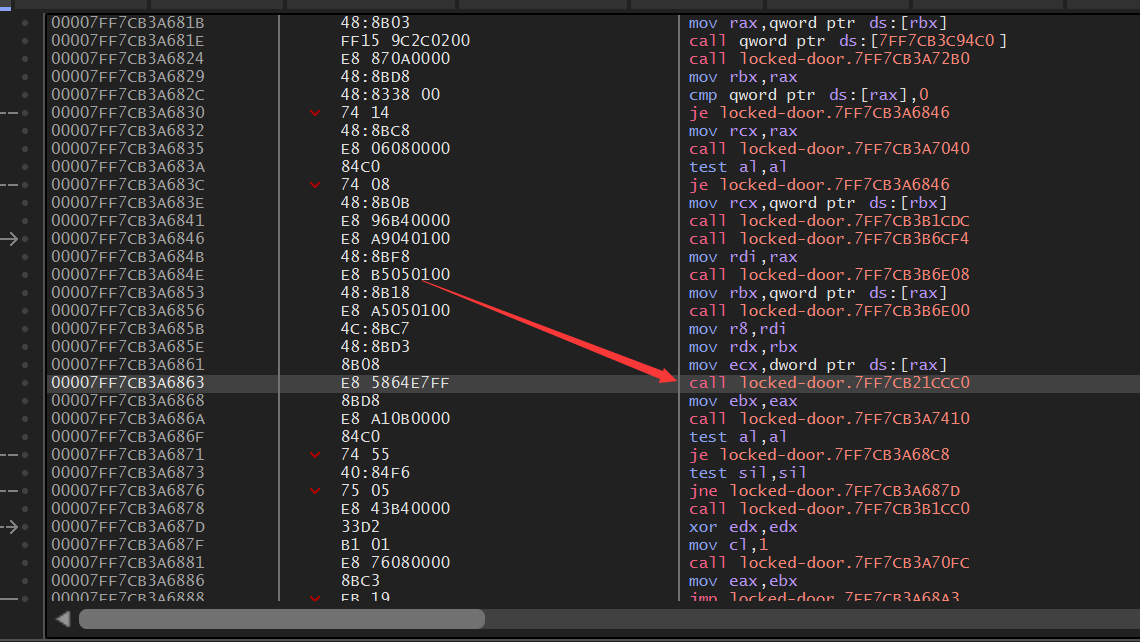 00007FF7CB3A681B 48:8B03 mov rax,qword ptr ds:[rbx]
00007FF7CB3A681E FF15 9C2C0200 call qword ptr ds:[7FF7CB3C94C0]
00007FF7CB3A6824 E8 870A0000 call locked-door.7FF7CB3A72B0
00007FF7CB3A6829 48:8BD8 mov rbx,rax
00007FF7CB3A682C 48:8338 00 cmp qword ptr ds:[rax],0
00007FF7CB3A6830 74 14 je locked-door.7FF7CB3A6846
00007FF7CB3A6832 48:8BC8 mov rcx,rax
00007FF7CB3A6835 E8 06080000 call locked-door.7FF7CB3A7040
00007FF7CB3A683A 84C0 test al,al
00007FF7CB3A683C 74 08 je locked-door.7FF7CB3A6846
00007FF7CB3A683E 48:8B0B mov rcx,qword ptr ds:[rbx]
00007FF7CB3A6841 E8 96B40000 call locked-door.7FF7CB3B1CDC
00007FF7CB3A6846 E8 A9040100 call locked-door.7FF7CB3B6CF4
00007FF7CB3A684B 48:8BF8 mov rdi,rax
00007FF7CB3A684E E8 B5050100 call locked-door.7FF7CB3B6E08
00007FF7CB3A6853 48:8B18 mov rbx,qword ptr ds:[rax]
00007FF7CB3A6856 E8 A5050100 call locked-door.7FF7CB3B6E00
00007FF7CB3A685B 4C:8BC7 mov r8,rdi
00007FF7CB3A685E 48:8BD3 mov rdx,rbx
00007FF7CB3A6861 8B08 mov ecx,dword ptr ds:[rax]
00007FF7CB3A6863 E8 5864E7FF call locked-door.7FF7CB21CCC0
00007FF7CB3A6868 8BD8 mov ebx,eax
00007FF7CB3A686A E8 A10B0000 call locked-door.7FF7CB3A7410
00007FF7CB3A686F 84C0 test al,al
00007FF7CB3A6871 74 55 je locked-door.7FF7CB3A68C8
00007FF7CB3A6873 40:84F6 test sil,sil
00007FF7CB3A6876 75 05 jne locked-door.7FF7CB3A687D
00007FF7CB3A6878 E8 43B40000 call locked-door.7FF7CB3B1CC0
00007FF7CB3A687D 33D2 xor edx,edx
00007FF7CB3A687F B1 01 mov cl,1
00007FF7CB3A6881 E8 76080000 call locked-door.7FF7CB3A70FC
00007FF7CB3A6886 8BC3 mov eax,ebx
00007FF7CB3A6888 EB 19 jmp locked-door.7FF7CB3A68A3